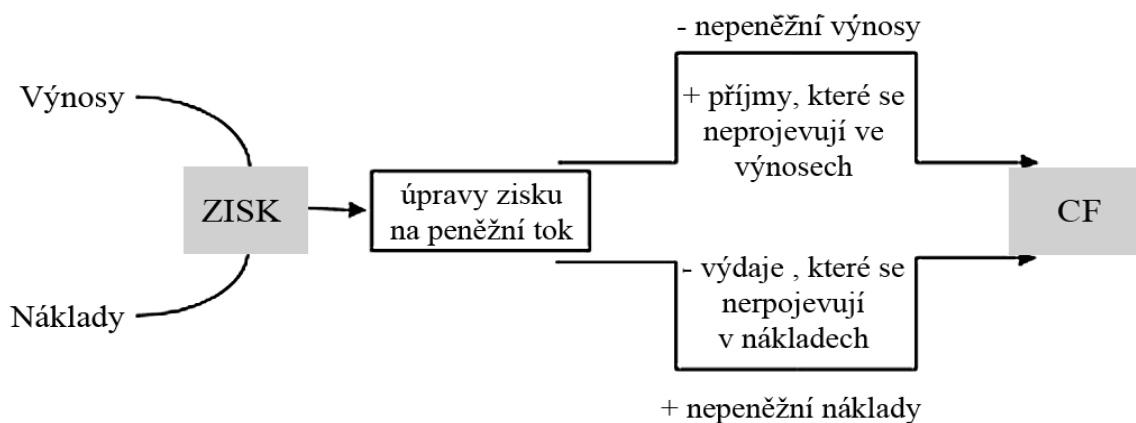 - nepeněžní výnosy
Výnosy
+ příjmy, které se
neprojevují ve
výnosech
ZISK
úpravy zisku
na peněžní tok
CF
- výdaje , které se
nerpojevují
v nákladech
Náklady
+ nepeněžní náklady